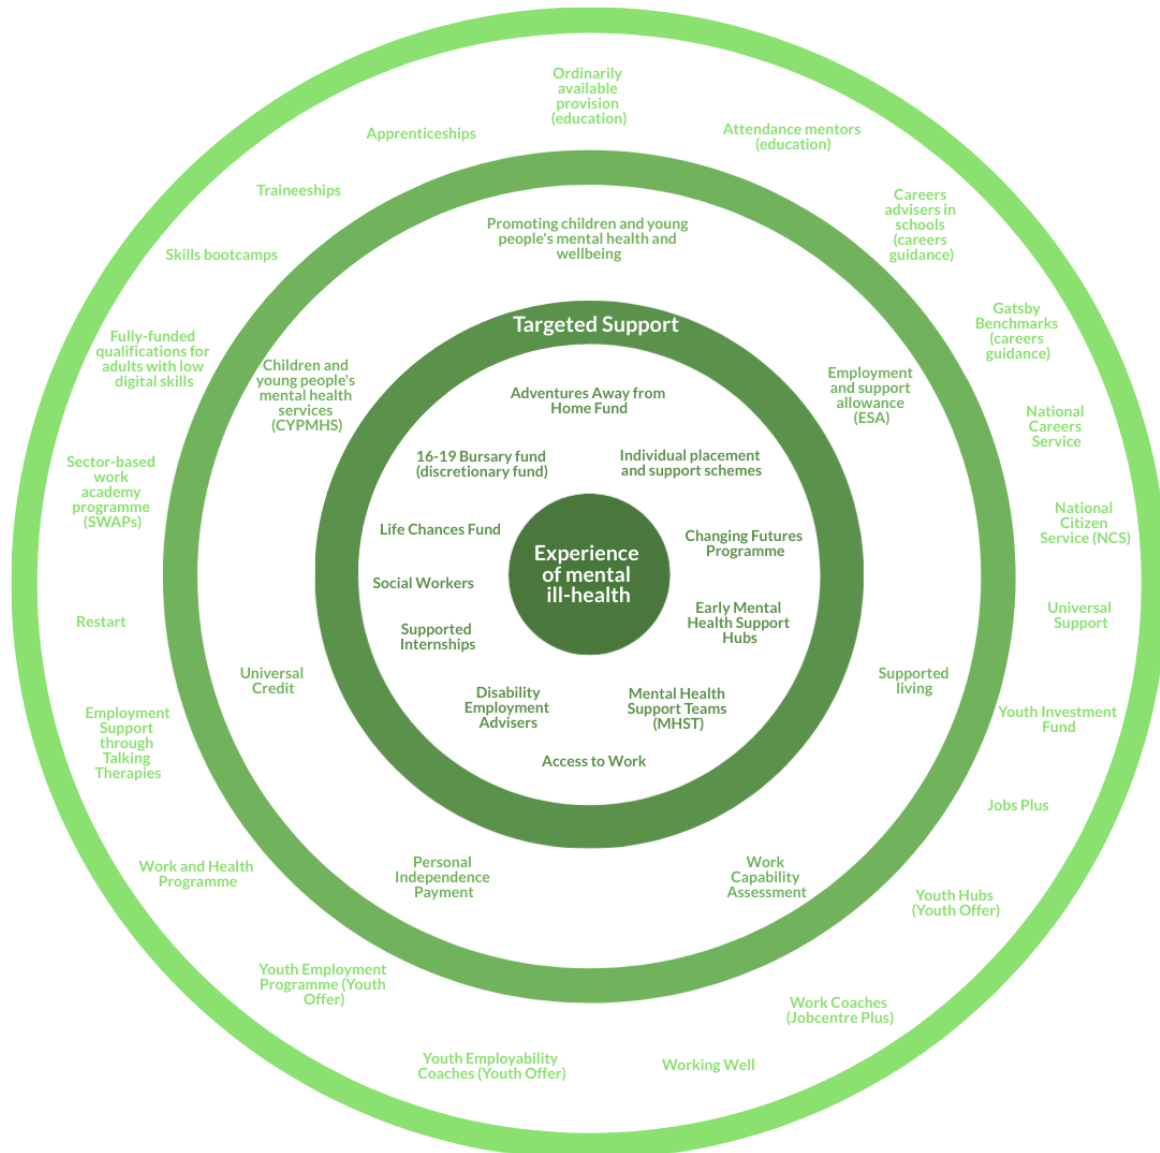 Ordinarily
available
provision
(education)
Apprenticeships
Attendance mentors
(education)
Traineeships
Careers
advisers in
schools
(careers
guidance)
Skills bootcamps
Promoting children and young
people's mental health and
wellbeing
Gatsby
Benchmarks
(careers
guidance)
Fully-funded
qualifications for
adults with low
digital skills
Targeted Support
Children and
young people's
mental health
services
(CYPMHS)
Employment
and support
allowance
(ESA)
Adventures Away from
Home Fund
National
Careers
Service
16-19 Bursary fund
(discretionary fund)
Individual placement
and support schemes
Sector-based
work
academy
programme
(SWAPs)
National
Citizen
Service (NCS)
Life Chances Fund
Changing Futures
Programme
Experience
of mental
ill-health
Social Workers
Early Mental
Health Support
Hubs
Restart
Universal
Support
Supported
Internships
Universal
Credit
Supported
living
Disability
Employment
Advisers
Mental Health
Support Teams
(MHST)
Employment
Support
through
Talking
Therapies
Youth Investment
Fund
Access to Work
Jobs Plus
Personal
Independence
Payment
Work
Capability
Assessment
Work and Health
Programme
Youth Hubs
(Youth Offer)
Youth Employment
Programme (Youth
Offer)
Work Coaches
(Jobcentre Plus)
Youth Employability
Coaches (Youth Offer)
Working Well